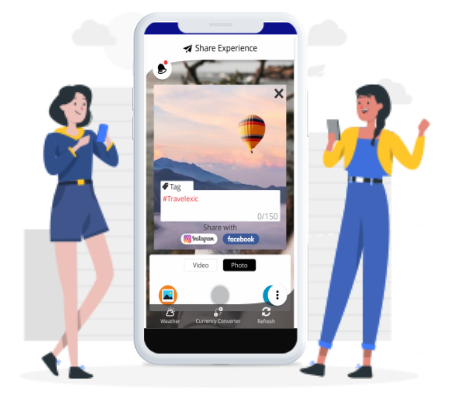 Share Experience
Tag
#Travelexic
0/150
Share with
Instagram facebook
Video Photo
Weather Currency Converter Refresh